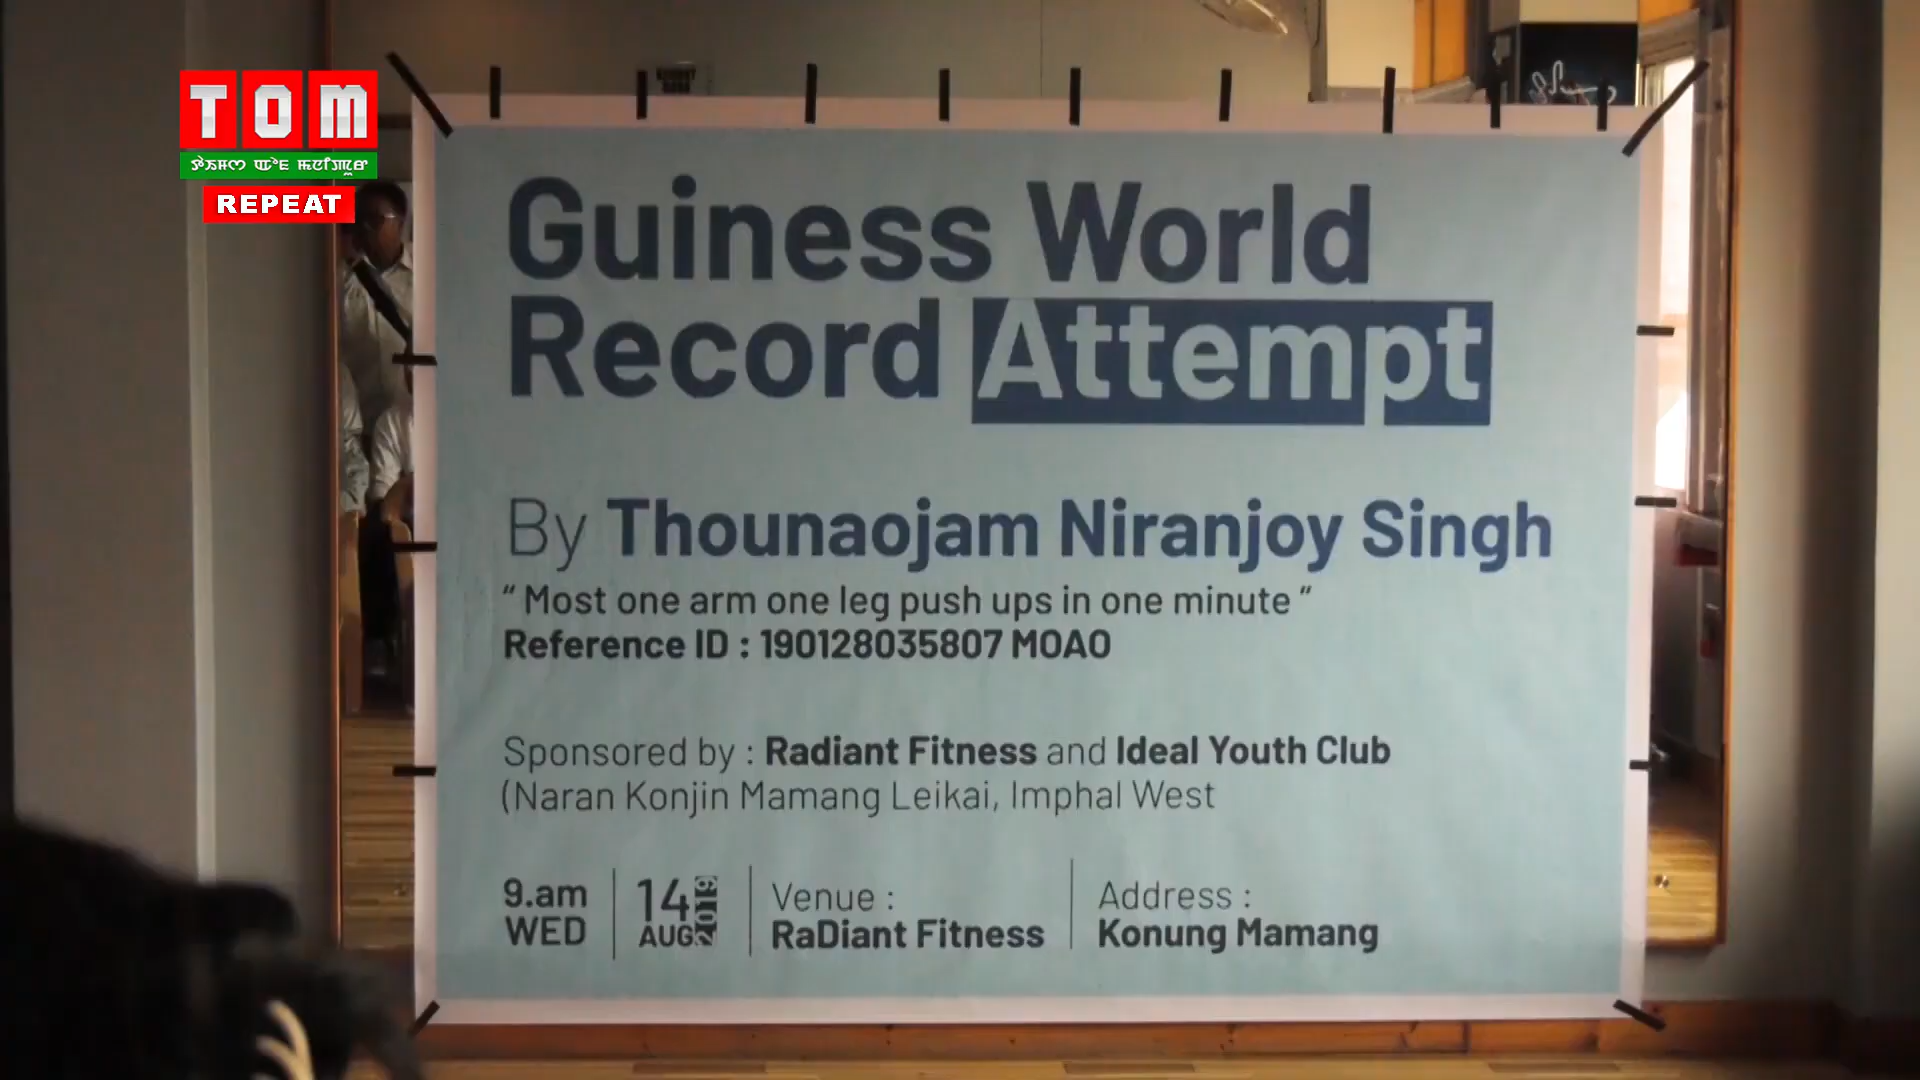 TOM
REPEAT
Guiness World
Record Attempt
By Thounaojam Niranjoy Singh
“ Most one arm one leg push ups in one minute ”
Reference ID : 190128035807 MOAO
Sponsored by : Radiant Fitness and Ideal Youth Club
(Naran Konjin Mamang Leikai, Imphal West
9.am
WED
14
AUG
2019
Venue :
RaDiant Fitness
Address :
Konung Mamang